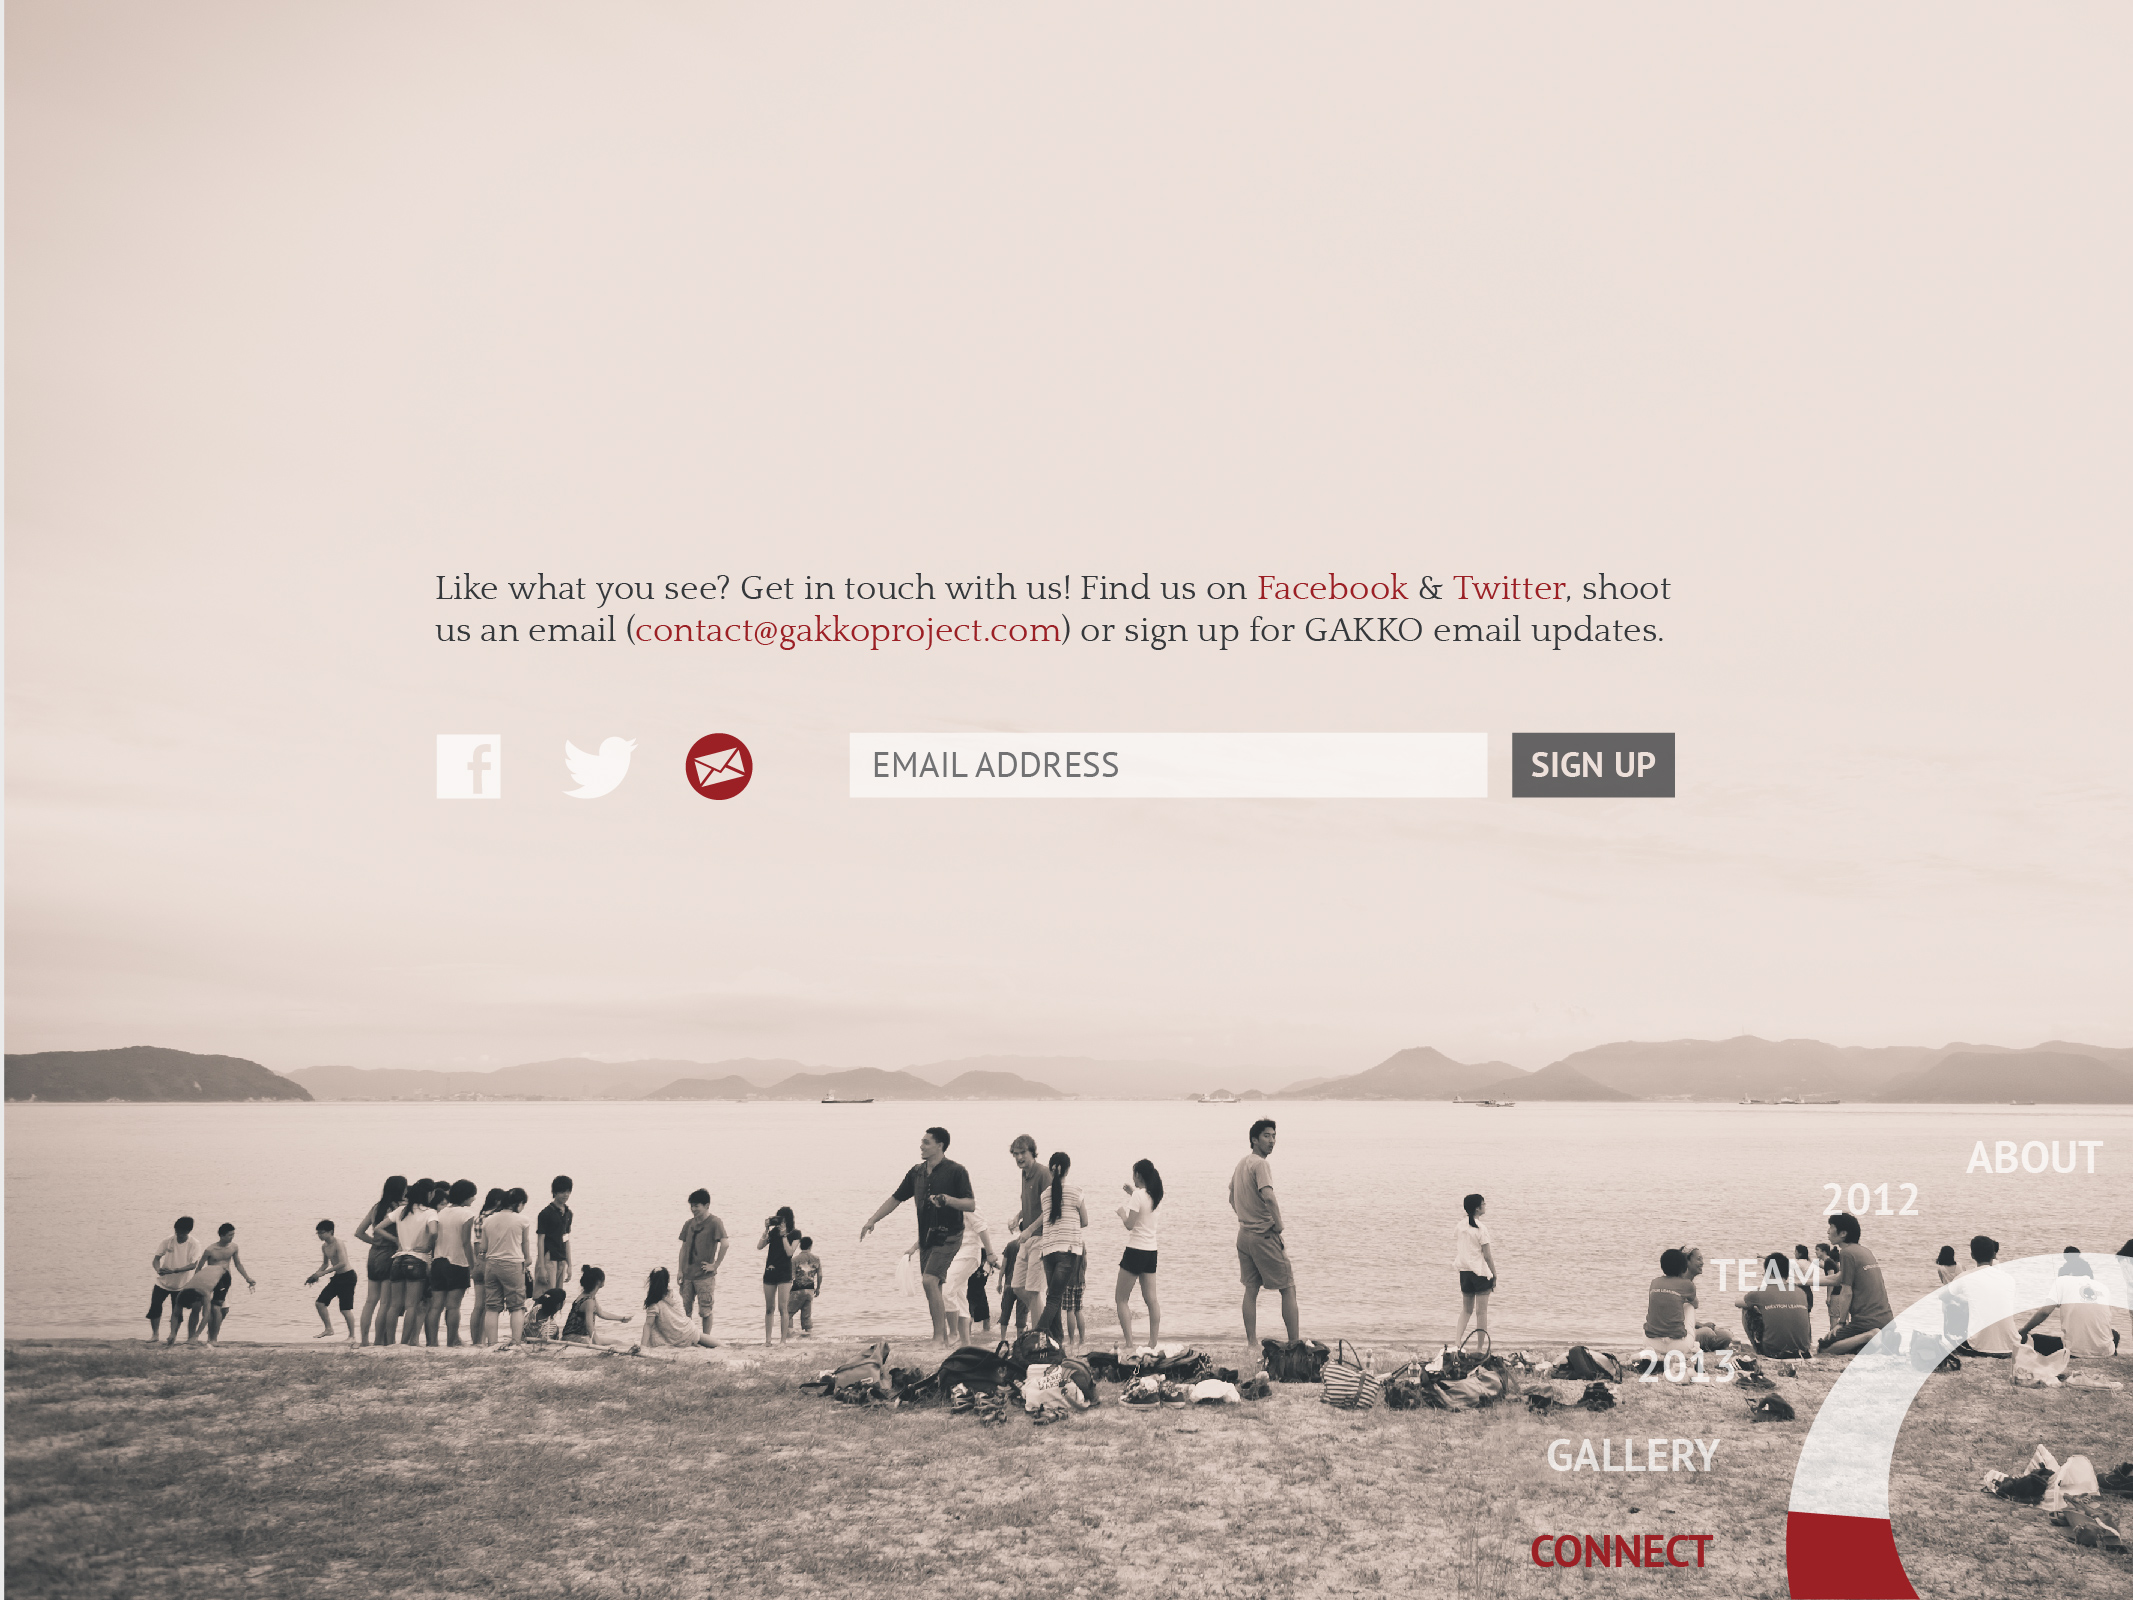 Like what you see? Get in touch with us! Find us on Facebook & Twitter, shoot
us an email (contact@gakkoproject.com) or sign up for GAKKO email updates.
EMAIL ADDRESS
SIGN UP
ABOUT
2012
TEAM
2013
GALLERY
CONNECT